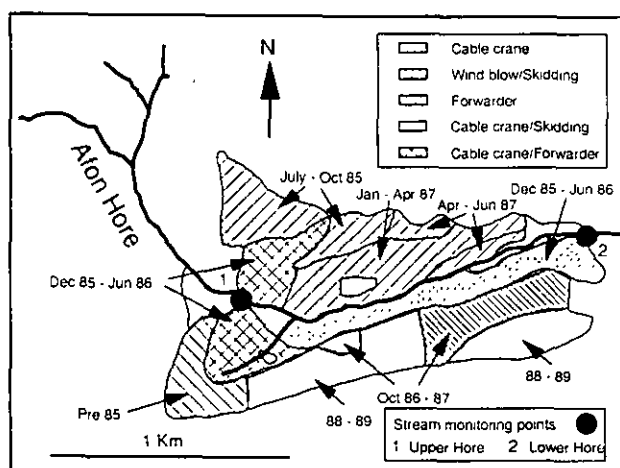 N
Cable crane
Wind blow/Skidding
Forwarder
Cable crane/Skidding
Cable crane/Forwarder
Afon Hore
July - Oct 85
Jan - Apr 87
Apr - Jun 87
Dec 85 - Jun 86
Dec 85 - Jun 86
1
2
Pre 85
88 - 89
Oct 86 - 87
88 - 89
1 Km
Stream monitoring points
1 Upper Hore 2 Lower Hore